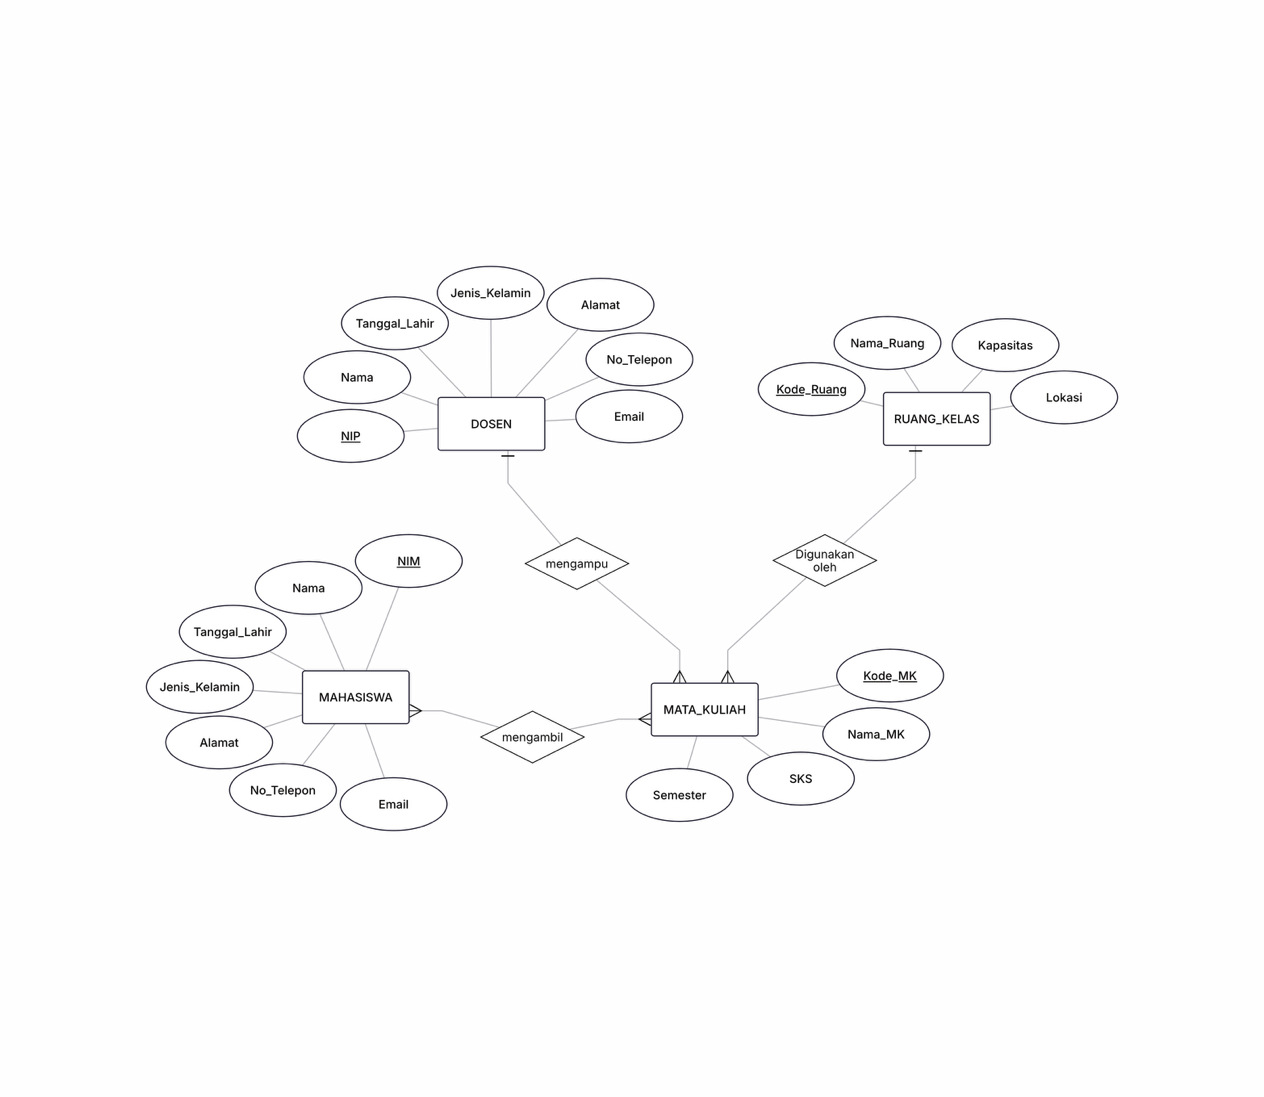 Jenis_Kelamin
Alamat
Tanggal_Lahir
No_Telepon
Nama
Email
NIP
DOSEN
Nama_Ruang
Kapasitas
Kode_Ruang
Lokasi
RUANG_KELAS
mengampu
Digunakan
oleh
NIM
Nama
Tanggal_Lahir
Jenis_Kelamin
MAHASISWA
Alamat
No_Telepon
Email
mengambil
MATA_KULIAH
Kode_MK
Nama_MK
SKS
Semester